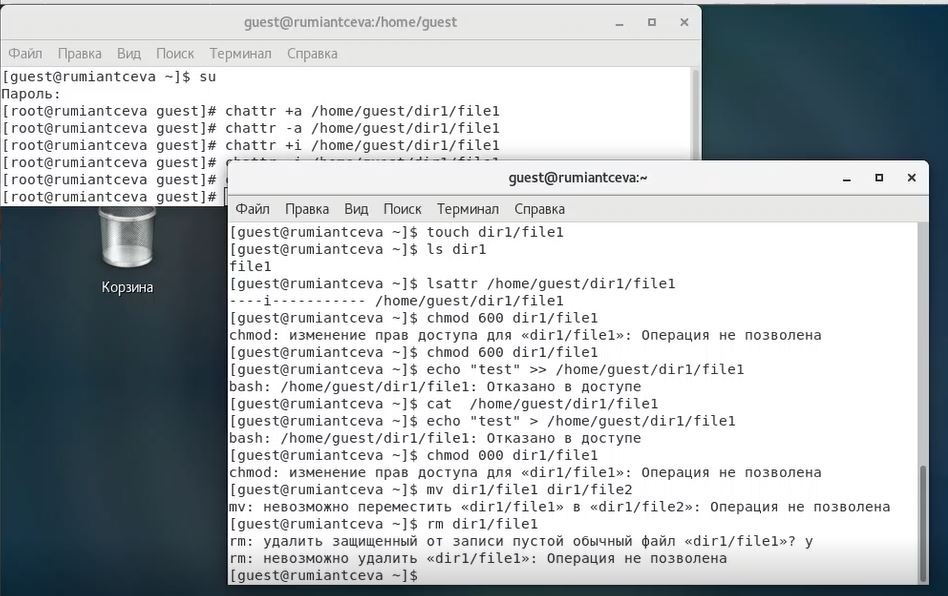 guest@rumiantceva:/home/guest
Файл Правка Вид Поиск Терминал Справка
[guest@rumiantceva ~]$ su
Пароль:
[root@rumiantceva guest]# chattr +a /home/guest/dir1/file1
[root@rumiantceva guest]# chattr -a /home/guest/dir1/file1
[root@rumiantceva guest]# chattr +i /home/guest/dir1/file1
[root@rumiantceva guest]#
[root@rumiantceva guest]#
[root@rumiantceva guest]#
Корзина
guest@rumiantceva:~
Файл Правка Вид Поиск Терминал Справка
[guest@rumiantceva ~]$ touch dir1/file1
[guest@rumiantceva ~]$ ls dir1
file1
[guest@rumiantceva ~]$ lsattr /home/guest/dir1/file1
----i----------- /home/guest/dir1/file1
[guest@rumiantceva ~]$ chmod 600 dir1/file1
chmod: изменение прав доступа для «dir1/file1»: Операция не позволена
[guest@rumiantceva ~]$ chmod 600 dir1/file1
[guest@rumiantceva ~]$ echo "test" >> /home/guest/dir1/file1
bash: /home/guest/dir1/file1: Отказано в доступе
[guest@rumiantceva ~]$ cat  /home/guest/dir1/file1
[guest@rumiantceva ~]$ echo "test" > /home/guest/dir1/file1
bash: /home/guest/dir1/file1: Отказано в доступе
[guest@rumiantceva ~]$ chmod 000 dir1/file1
chmod: изменение прав доступа для «dir1/file1»: Операция не позволена
[guest@rumiantceva ~]$ mv dir1/file1 dir1/file2
mv: невозможно переместить «dir1/file1» в «dir1/file2»: Операция не позволена
[guest@rumiantceva ~]$ rm dir1/file1
rm: удалить защищенный от записи пустой обычный файл «dir1/file1»? y
rm: невозможно удалить «dir1/file1»: Операция не позволена
[guest@rumiantceva ~]$